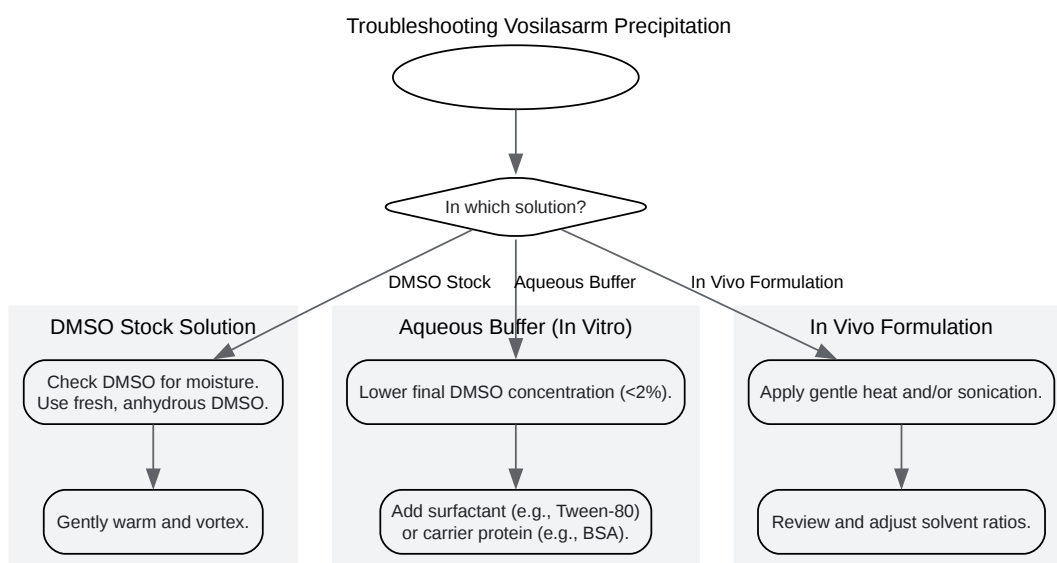 Troubleshooting Vosilasarm Precipitation
In which solution?
DMSO Stock
Aqueous Buffer
In Vivo Formulation
DMSO Stock Solution
Check DMSO for moisture.
Use fresh, anhydrous DMSO.
Gently warm and vortex.
Aqueous Buffer (In Vitro)
Lower final DMSO concentration (<2%).
Add surfactant (e.g., Tween-80)
or carrier protein (e.g., BSA).
In Vivo Formulation
Apply gentle heat and/or sonication.
Review and adjust solvent ratios.